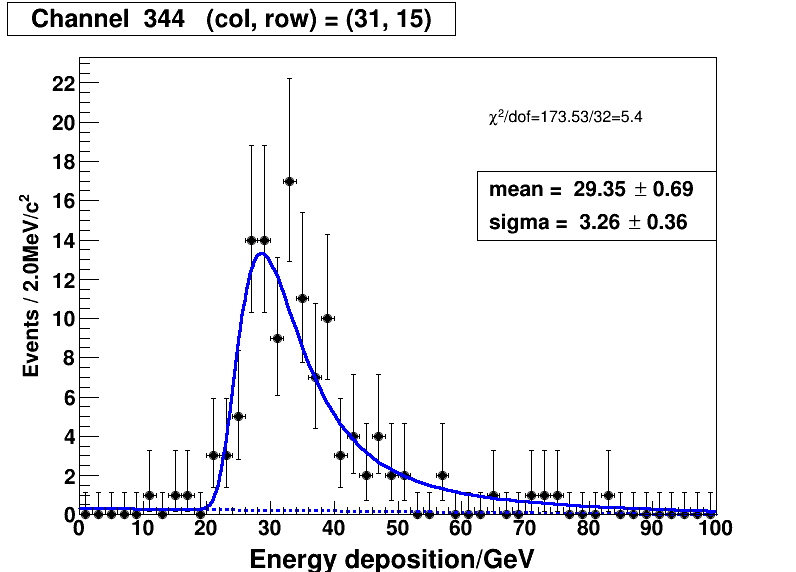 Channel 344 (col, row) = (31, 15)
Events / 2.0MeV/c²
22
20
18
16
14
12
10
8
6
4
2
0
χ²/dof=173.53/32=5.4
mean = 29.35 ± 0.69
sigma = 3.26 ± 0.36
0 10 20 30 40 50 60 70 80 90 100
Energy deposition/GeV